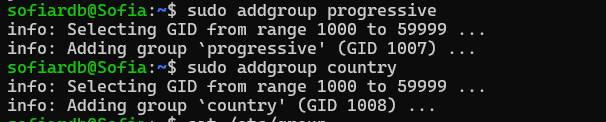 sofiardb@Sofia:~$ sudo addgroup progressive
info: Selecting GID from range 1000 to 59999 ...
info: Adding group `progressive' (GID 1007) ...
sofiardb@Sofia:~$ sudo addgroup country
info: Selecting GID from range 1000 to 59999 ...
info: Adding group `country' (GID 1008) ...